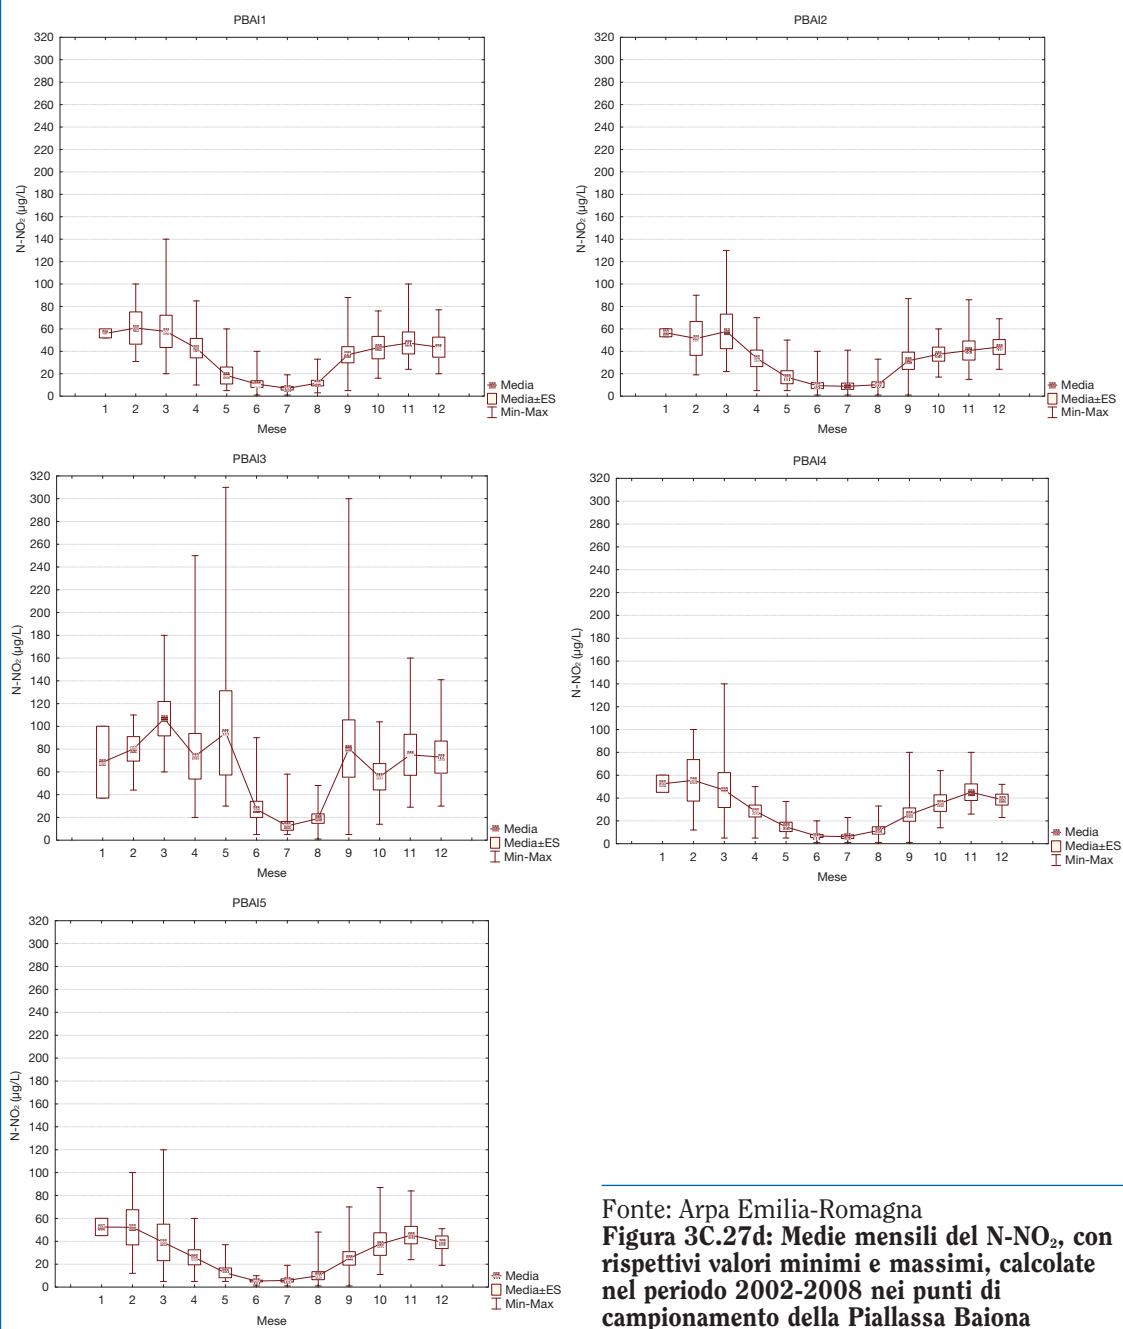 PBAI1
320
300
280
260
240
220
200
180
160
140
120
100
80
60
40
20
0
N-NO₂ (µg/L)
1 2 3 4 5 6 7 8 9 10 11 12
Mese
Media
Media±ES
Min-Max
PBAI2
320
300
280
260
240
220
200
180
160
140
120
100
80
60
40
20
0
N-NO₂ (µg/L)
1 2 3 4 5 6 7 8 9 10 11 12
Mese
Media
Media±ES
Min-Max
PBAI3
320
300
280
260
240
220
200
180
160
140
120
100
80
60
40
20
0
N-NO₂ (µg/L)
1 2 3 4 5 6 7 8 9 10 11 12
Mese
Media
Media±ES
Min-Max
PBAI4
320
300
280
260
240
220
200
180
160
140
120
100
80
60
40
20
0
N-NO₂ (µg/L)
1 2 3 4 5 6 7 8 9 10 11 12
Mese
Media
Media±ES
Min-Max
PBAI5
320
300
280
260
240
220
200
180
160
140
120
100
80
60
40
20
0
N-NO₂ (µg/L)
1 2 3 4 5 6 7 8 9 10 11 12
Mese
Media
Media±ES
Min-Max
Fonte: Arpa Emilia-Romagna
Figura 3C.27d: Medie mensili del N-NO₂, con
rispettivi valori minimi e massimi, calcolate
nel periodo 2002-2008 nei punti di
campionamento della Piallassa Baiona